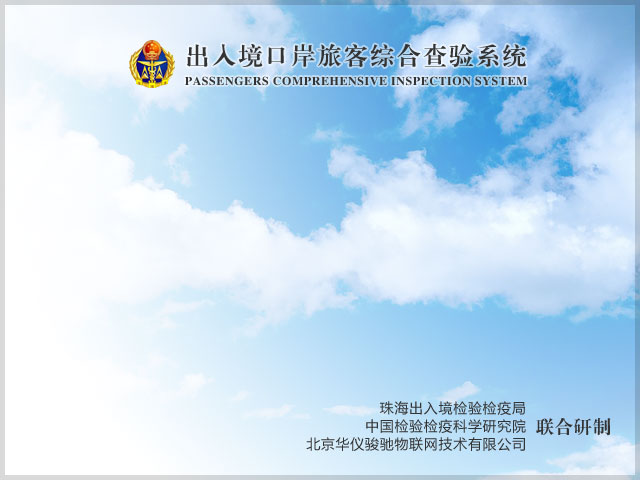 出入境口岸旅客综合查验系统
PASSENGERS COMPREHENSIVE INSPECTION SYSTEM
珠海出入境检验检疫局
中国检验检疫科学研究院 联合研制
北京华仪骏驰物联网技术有限公司